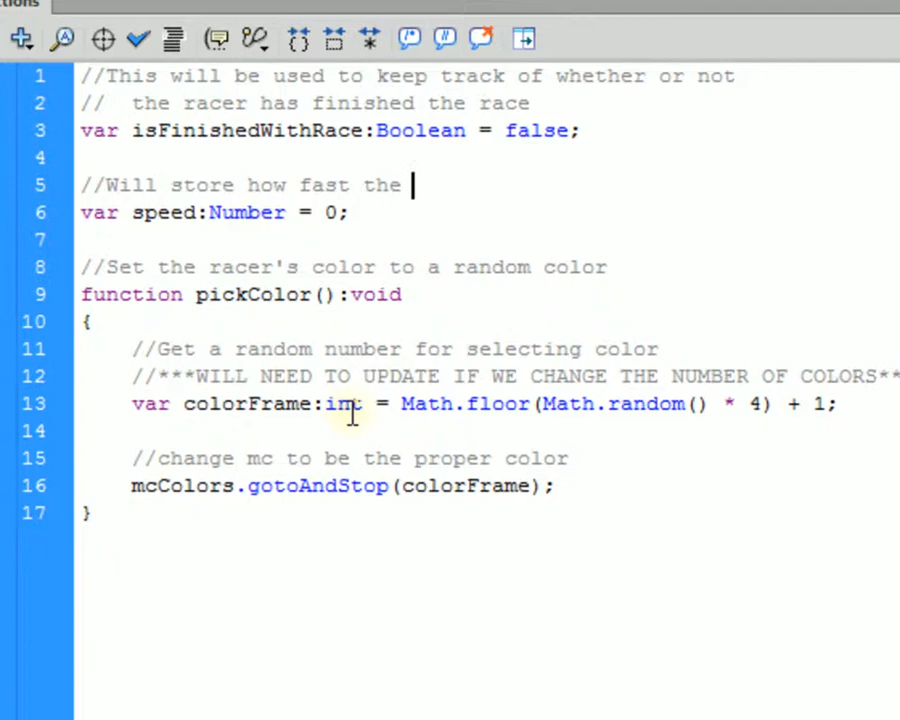 tions
1 //This will be used to keep track of whether or not
2 //  the racer has finished the race
3 var isFinishedWithRace:Boolean = false;
4
5 //Will store how fast the
6 var speed:Number = 0;
7
8 //Set the racer's color to a random color
9 function pickColor():void
10 {
11     //Get a random number for selecting color
12     //***WILL NEED TO UPDATE IF WE CHANGE THE NUMBER OF COLORS**
13     var colorFrame:int = Math.floor(Math.random() * 4) + 1;
14
15     //change mc to be the proper color
16     mcColors.gotoAndStop(colorFrame);
17 }